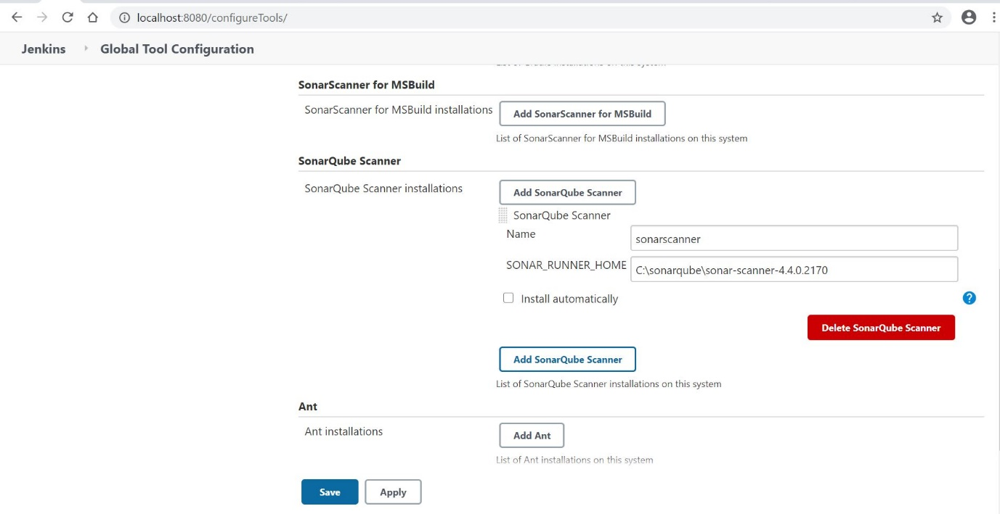 localhost:8080/configureTools/
Jenkins Global Tool Configuration
SonarScanner for MSBuild
SonarScanner for MSBuild installations Add SonarScanner for MSBuild
List of SonarScanner for MSBuild installations on this system
SonarQube Scanner
SonarQube Scanner installations Add SonarQube Scanner
SonarQube Scanner
Name sonarscanner
SONAR_RUNNER_HOME C:\sonarqube\sonar-scanner-4.4.0.2170
Install automatically ?
Delete SonarQube Scanner
Add SonarQube Scanner
List of SonarQube Scanner installations on this system
Ant
Ant installations Add Ant
List of Ant installations on this system
Save Apply